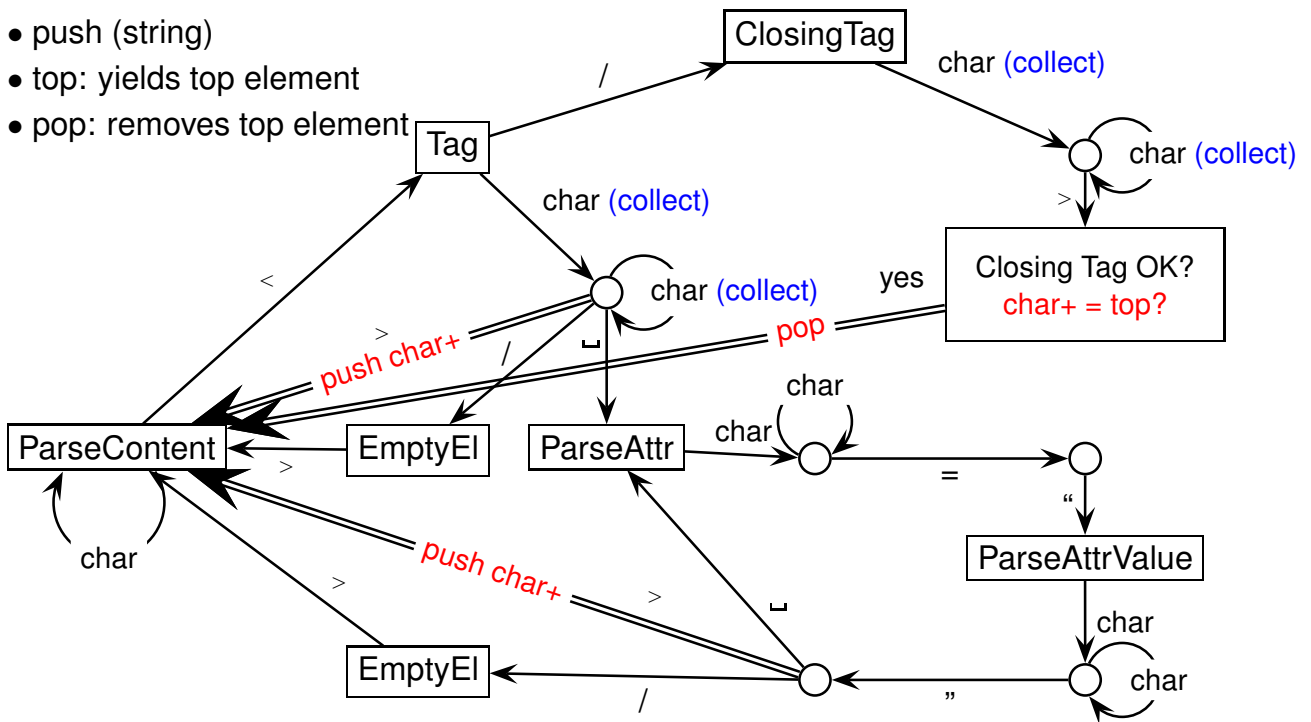 • push (string)
• top: yields top element
• pop: removes top element
ClosingTag
char (collect)
/
Tag
char (collect)
char (collect)
>
Closing Tag OK?
char+ = top?
yes
<
char (collect)
>
push char+
/
␣
pop
char
ParseContent
>
EmptyEl
ParseAttr
char
=
“
char
push char+
>
>
␣
ParseAttrValue
char
EmptyEl
/
”
char